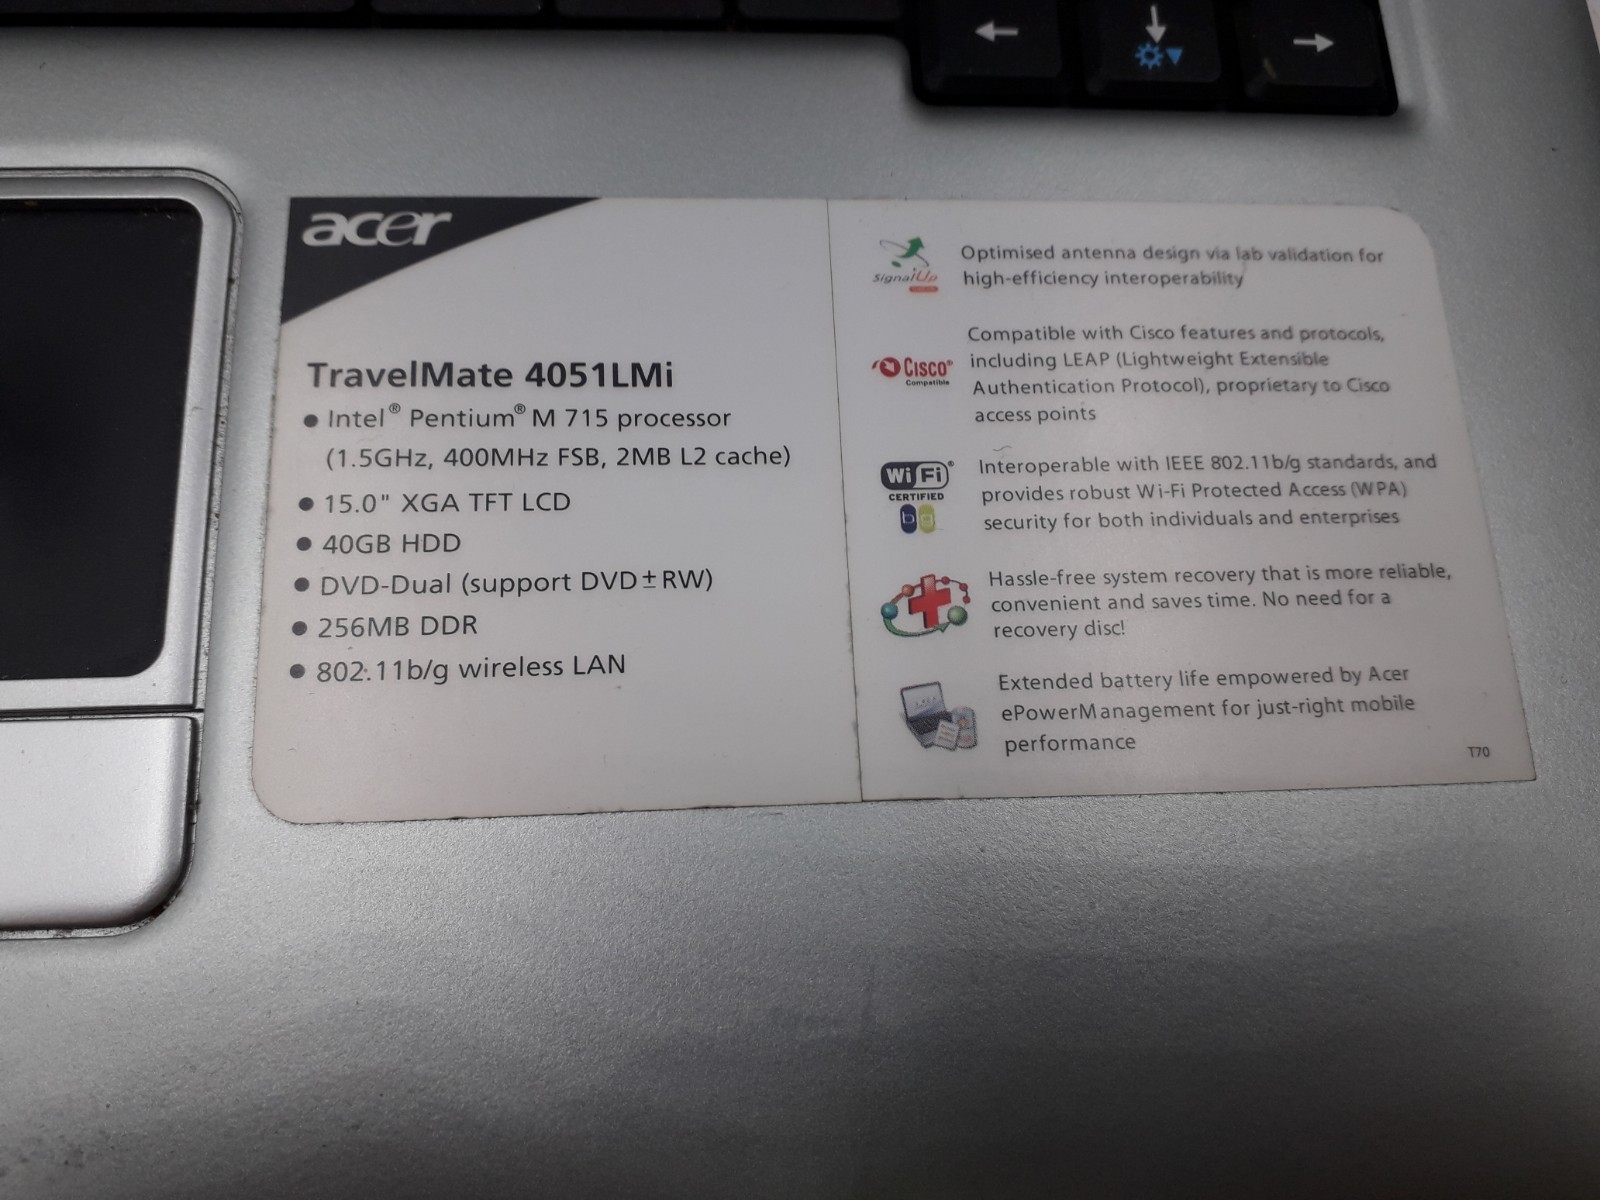 acer
TravelMate 4051LMi
● Intel® Pentium® M 715 processor
(1.5GHz, 400MHz FSB, 2MB L2 cache)
● 15.0" XGA TFT LCD
● 40GB HDD
● DVD-Dual (support DVD±RW)
● 256MB DDR
● 802.11b/g wireless LAN
SignalUp
Optimised antenna design via lab validation for
high-efficiency interoperability
Cisco®
Compatible
Compatible with Cisco features and protocols,
including LEAP (Lightweight Extensible
Authentication Protocol), proprietary to Cisco
access points
Wi Fi®
CERTIFIED
b g
Interoperable with IEEE 802.11b/g standards, and
provides robust Wi-Fi Protected Access (WPA)
security for both individuals and enterprises
Hassle-free system recovery that is more reliable,
convenient and saves time. No need for a
recovery disc!
Extended battery life empowered by Acer
ePowerManagement for just-right mobile
performance
T70